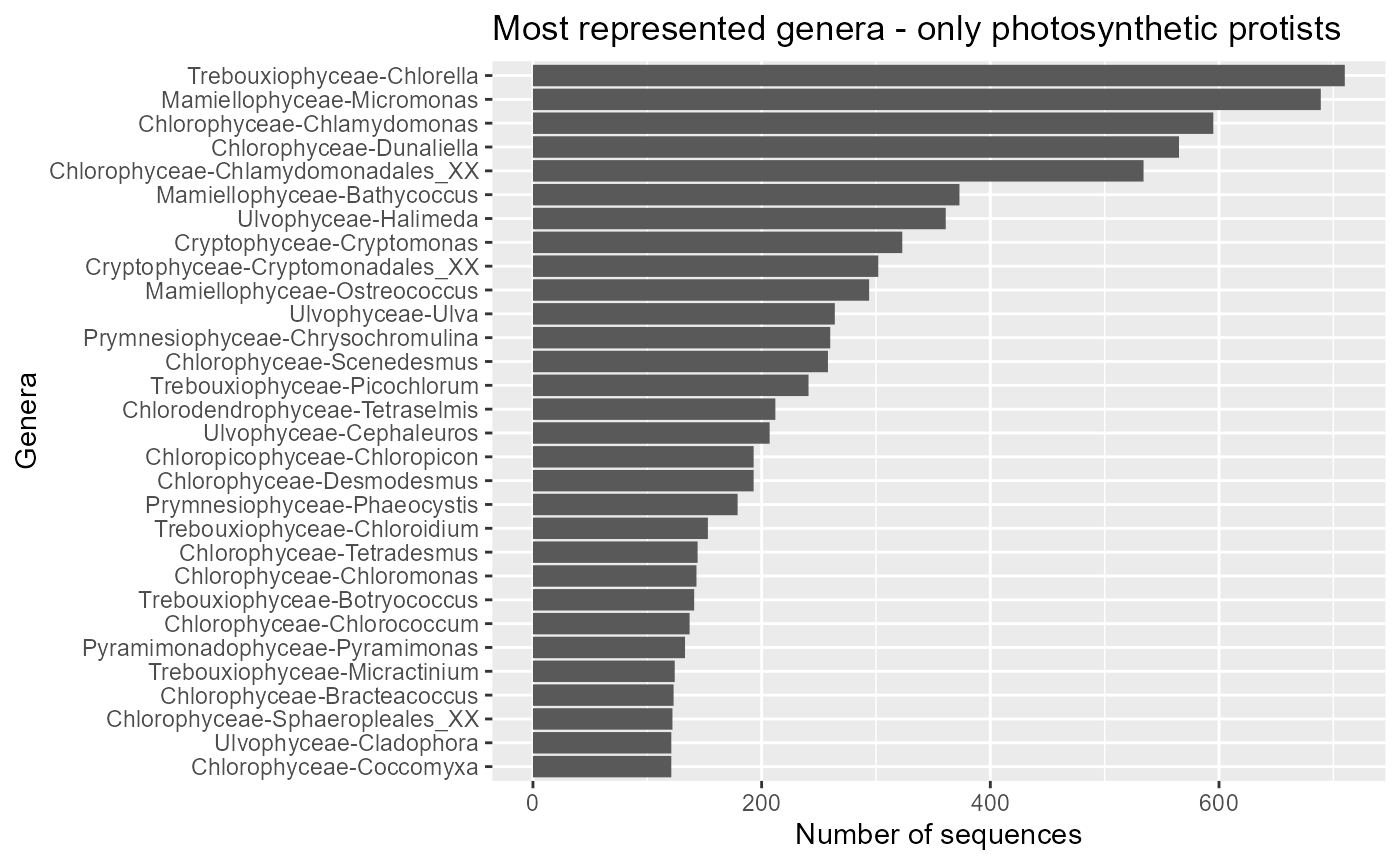 Most represented genera - only photosynthetic protists
Trebouxiophyceae-Chlorella
Mamiellophyceae-Micromonas
Chlorophyceae-Chlamydomonas
Chlorophyceae-Dunaliella
Chlorophyceae-Chlamydomonadales_XX
Mamiellophyceae-Bathycoccus
Ulvophyceae-Halimeda
Cryptophyceae-Cryptomonas
Cryptophyceae-Cryptomonadales_XX
Mamiellophyceae-Ostreococcus
Ulvophyceae-Ulva
Prymnesiophyceae-Chrysochromulina
Chlorophyceae-Scenedesmus
Trebouxiophyceae-Picochlorum
Chlorodendrophyceae-Tetraselmis
Ulvophyceae-Cephaleuros
Chloropicophyceae-Chloropicon
Chlorophyceae-Desmodesmus
Prymnesiophyceae-Phaeocystis
Trebouxiophyceae-Chloroidium
Chlorophyceae-Tetradesmus
Chlorophyceae-Chloromonas
Trebouxiophyceae-Botryococcus
Chlorophyceae-Chlorococcum
Pyramimonadophyceae-Pyramimonas
Trebouxiophyceae-Micractinium
Chlorophyceae-Bracteacoccus
Chlorophyceae-Sphaeropleales_XX
Ulvophyceae-Cladophora
Chlorophyceae-Coccomyxa
Genera
0 200 400 600
Number of sequences